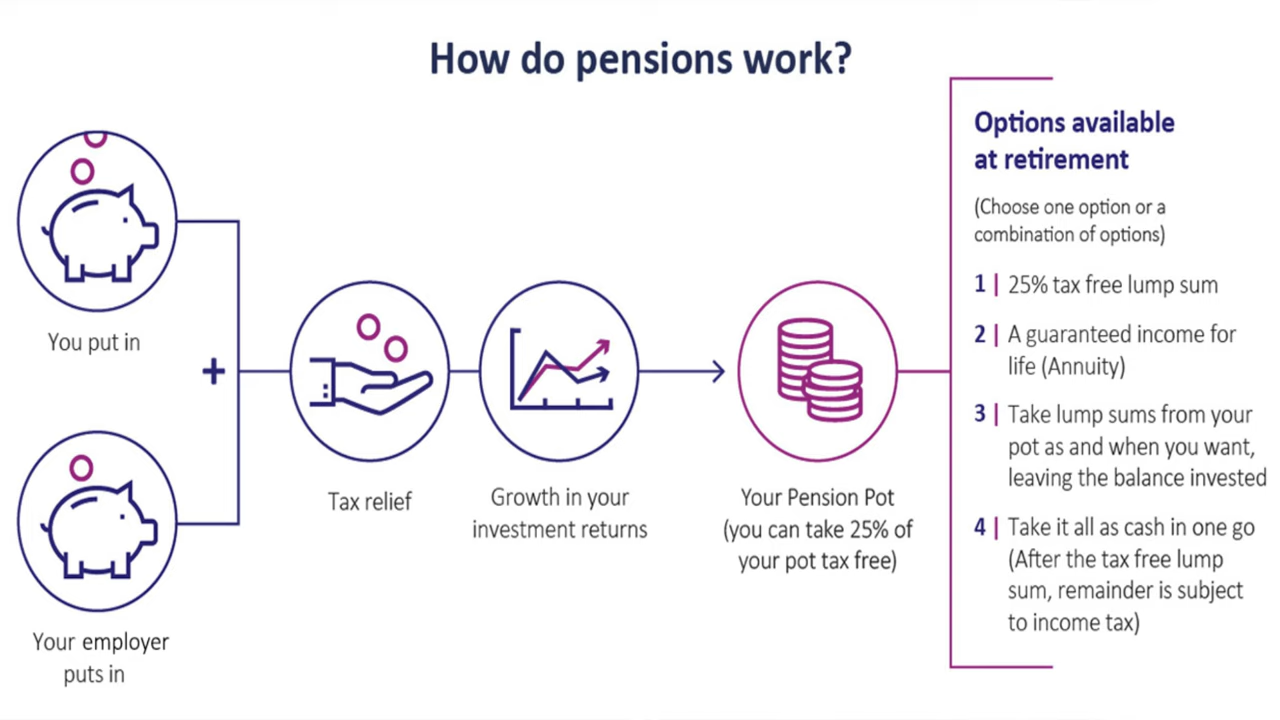 How do pensions work?
You put in
+
Your employer
puts in
Tax relief
Growth in your
investment returns
Your Pension Pot
(you can take 25% of
your pot tax free)
Options available
at retirement
(Choose one option or a
combination of options)
1 | 25% tax free lump sum
2 | A guaranteed income for
life (Annuity)
3 | Take lump sums from your
pot as and when you want,
leaving the balance invested
4 | Take it all as cash in one go
(After the tax free lump
sum, remainder is subject
to income tax)